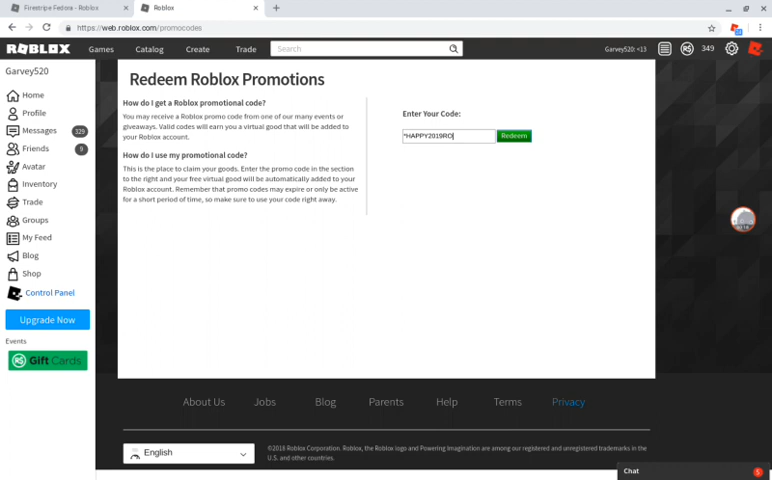 Firestripe Fedora - Roblox
Roblox
https://web.roblox.com/promocodes
ROBLOX
Games
Catalog
Create
Trade
Search
Garvey520: <13
349
Garvey520
Home
Profile
Messages 329
Friends 9
Avatar
Inventory
Trade
Groups
My Feed
Blog
Shop
Control Panel
Upgrade Now
Events
Gift Cards
Redeem Roblox Promotions
How do I get a Roblox promotional code?
You may receive a Roblox promo code from one of our many events or
giveaways. Valid codes will earn you a virtual good that will be added to
your Roblox account.
How do I use my promotional code?
This is the place to claim your goods. Enter the promo code in the section
to the right and your free virtual good will be automatically added to your
Roblox account. Remember that promo codes may expire or only be active
for a short period of time, so make sure to use your code right away.
Enter Your Code:
*HAPPY2019RO
Redeem
About Us
Jobs
Blog
Parents
Help
Terms
Privacy
English
©2018 Roblox Corporation. Roblox, the Roblox logo and Powering Imagination are among our registered and unregistered trademarks in the
U.S. and other countries.
Chat 5